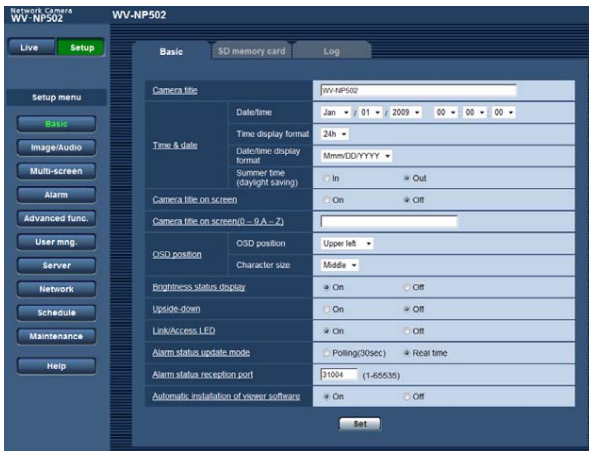 Network Camera
WV-NP502
WV-NP502
Live Setup
Basic SD memory card Log
Setup menu
Basic
Image/Audio
Multi-screen
Alarm
Advanced func.
User mng.
Server
Network
Schedule
Maintenance
Help
Camera title WV-NP502
Time & date
Date/time Jan / 01 / 2009 00 00 00
Time display format 24h
Date/time display
format Mmm/DD/YYYY
Summer time
(daylight saving) In Out
Camera title on screen On Off
Camera title on screen(0 – 9,A – Z)
OSD position
OSD position Upper left
Character size Middle
Brightness status display On Off
Upside-down On Off
Link/Access LED On Off
Alarm status update mode Polling(30sec) Real time
Alarm status reception port 31004 (1-65535)
Automatic installation of viewer software On Off
Set